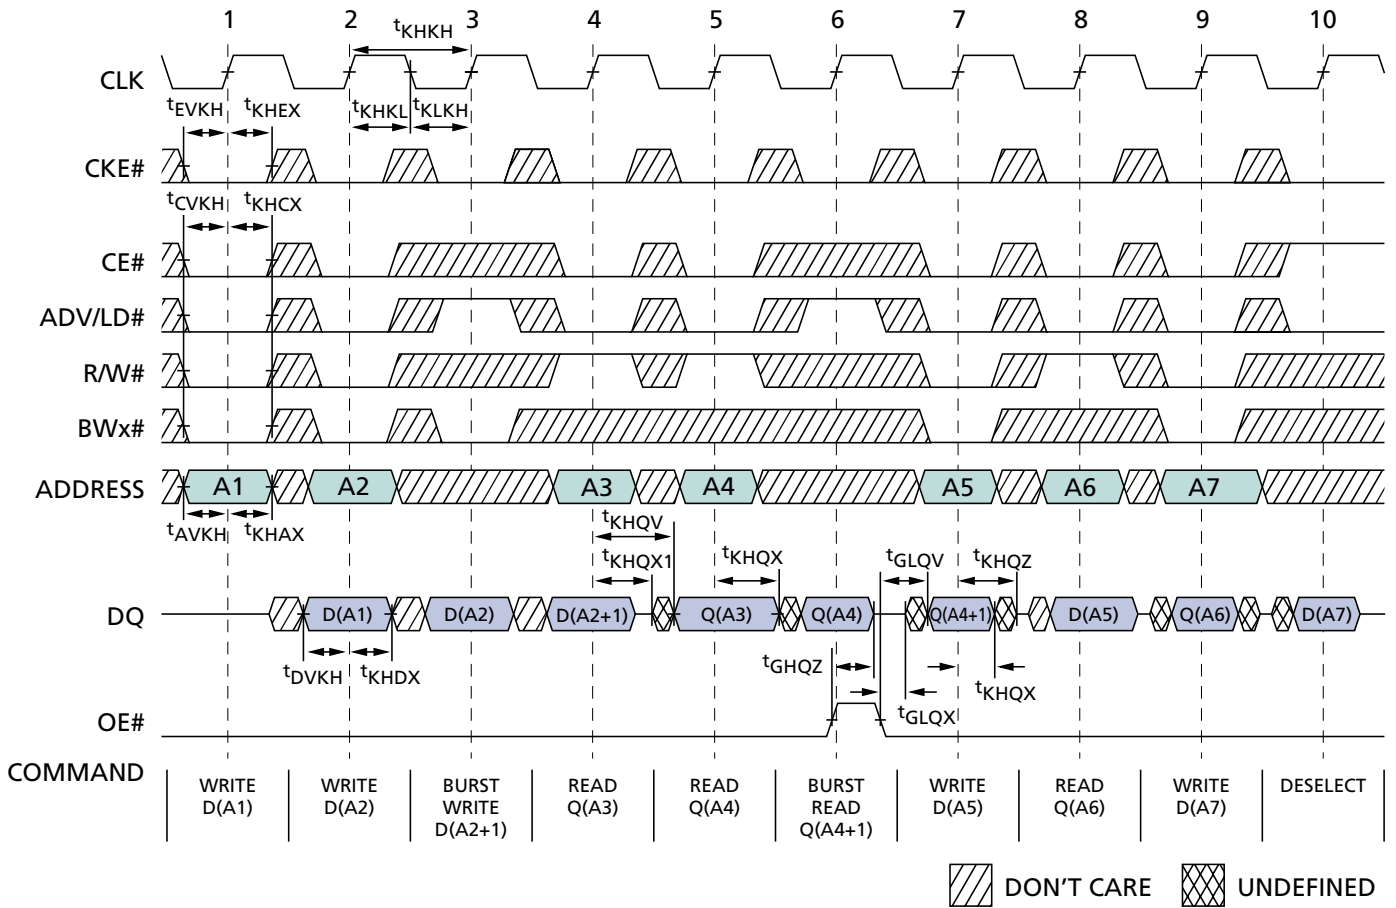 1 2 3 4 5 6 7 8 9 10
tKHKH
CLK
tEVKH tKHEX tKHKL tKLKH
CKE#
tCVKH tKHCX
CE#
ADV/LD#
R/W#
BWx#
ADDRESS A1 A2 A3 A4 A5 A6 A7
tAVKH tKHAX
tKHQV
tKHQX1 tKHQX tGLQV tKHQZ
DQ D(A1) D(A2) D(A2+1) Q(A3) Q(A4) Q(A4+1) D(A5) Q(A6) D(A7)
tDVKH tKHDX tGHQZ tKHQX
tGLQX
OE#
COMMAND
WRITE WRITE BURST READ READ BURST WRITE READ WRITE DESELECT
D(A1) D(A2) WRITE Q(A3) Q(A4) READ D(A5) Q(A6) D(A7)
D(A2+1) Q(A4+1)
DON'T CARE UNDEFINED